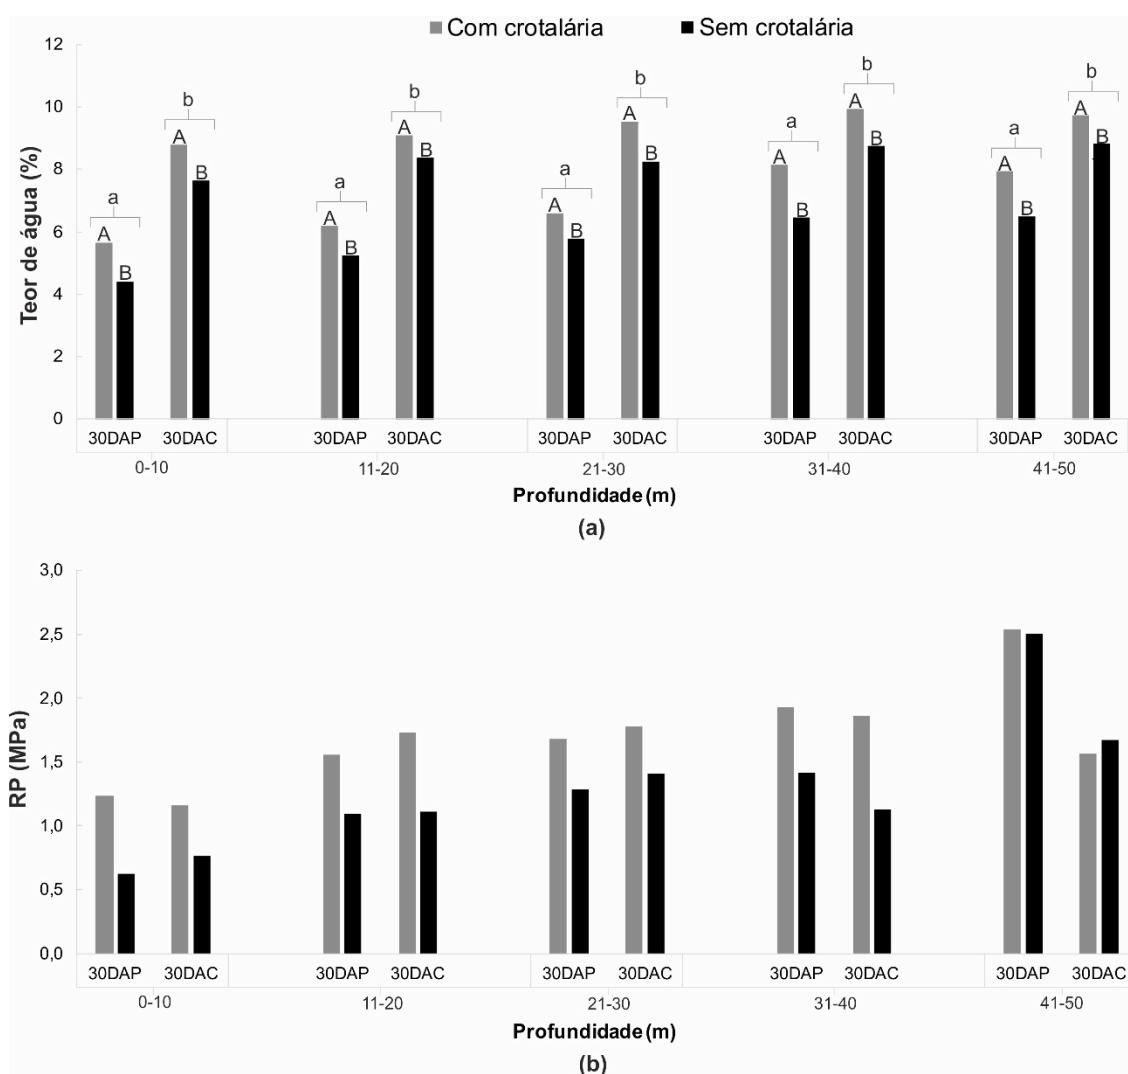 Com crotalária Sem crotalária
12
10
8
6
4
2
0
Teor de água (%)
a b a b a b a b a b
A B A B A B A B A B A B A B A B A B A B
30DAP 30DAC 30DAP 30DAC 30DAP 30DAC 30DAP 30DAC 30DAP 30DAC
0-10 11-20 21-30 31-40 41-50
Profundidade (m)
(a)
3,0
2,5
2,0
1,5
1,0
0,5
0,0
RP (MPa)
30DAP 30DAC 30DAP 30DAC 30DAP 30DAC 30DAP 30DAC 30DAP 30DAC
0-10 11-20 21-30 31-40 41-50
Profundidade (m)
(b)